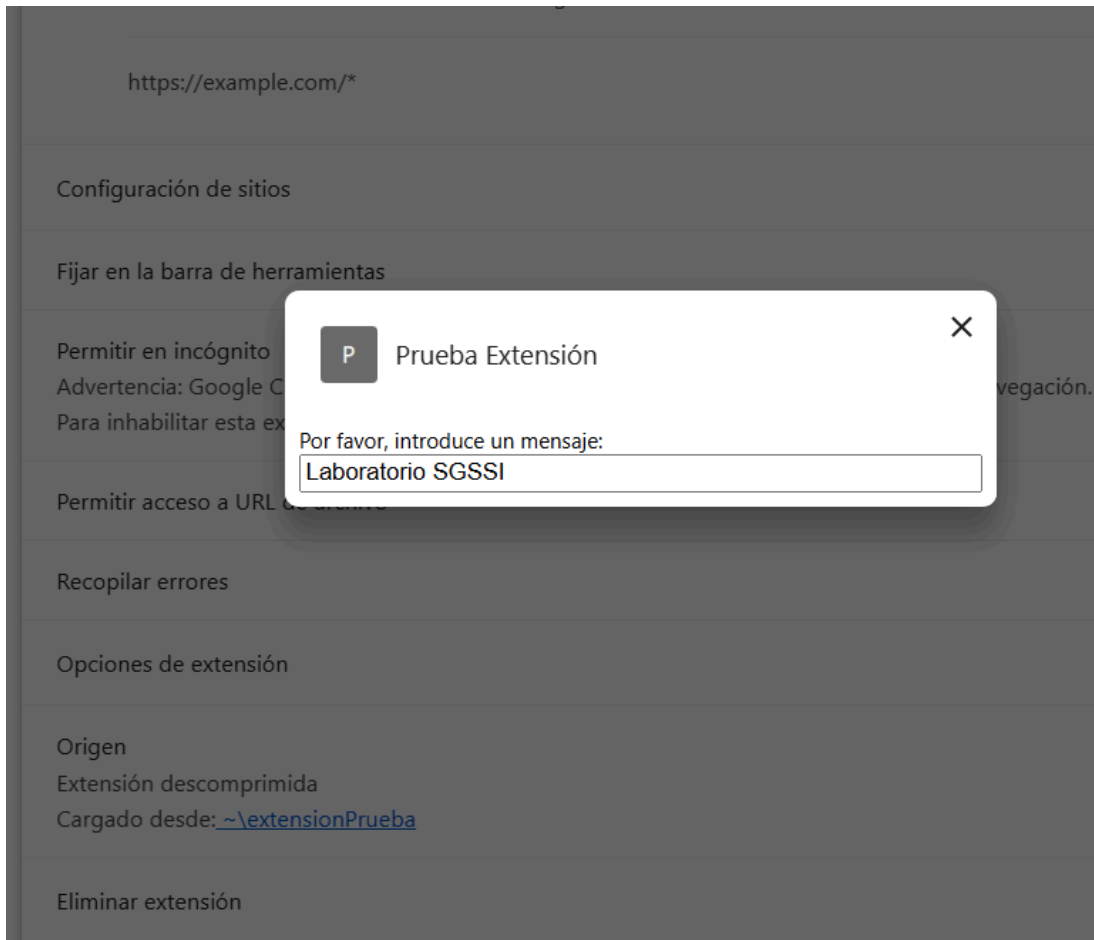 https://example.com/*
Configuración de sitios
Fijar en la barra de herramientas
Permitir en incógnito
Advertencia: Google C
vegación.
Para inhabilitar esta ex
P
Prueba Extensión
Por favor, introduce un mensaje:
Laboratorio SGSSI
Permitir acceso a URL de archivo
Recopilar errores
Opciones de extensión
Origen
Extensión descomprimida
Cargado desde: ~\extensionPrueba
Eliminar extensión